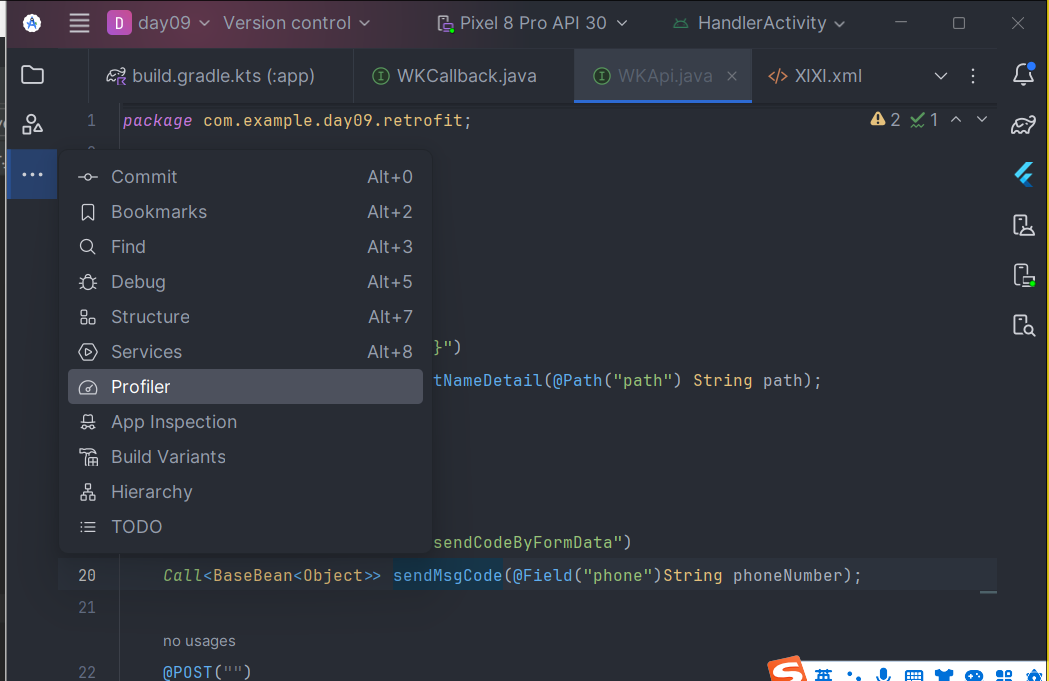 D day09 Version control Pixel 8 Pro API 30 HandlerActivity
build.gradle.kts (:app) WKCallback.java WKApi.java XIXI.xml
1 package com.example.day09.retrofit; 2 1
Commit Alt+0
Bookmarks Alt+2
Find Alt+3
Debug Alt+5
Structure Alt+7
Services Alt+8 }")
Profiler tNameDetail(@Path("path") String path);
App Inspection
Build Variants
Hierarchy
TODO
sendCodeByFormData")
20 Call<BaseBean<Object>> sendMsgCode(@Field("phone")String phoneNumber);
21
no usages
22 @POST("")
英